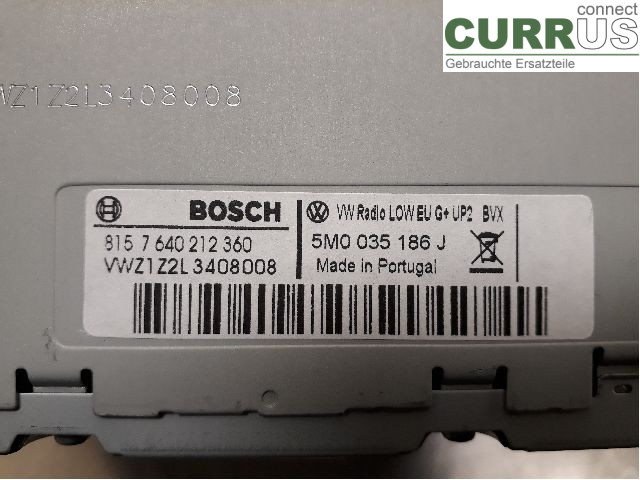 connect
CURRUS
Gebrauchte Ersatzteile
VWZ1Z2L3408008
BOSCH
VW Radio LOW EU G+ UP2 BVX
815 7 640 212 360
5M0 035 186 J
VWZ1Z2L3408008
Made in Portugal